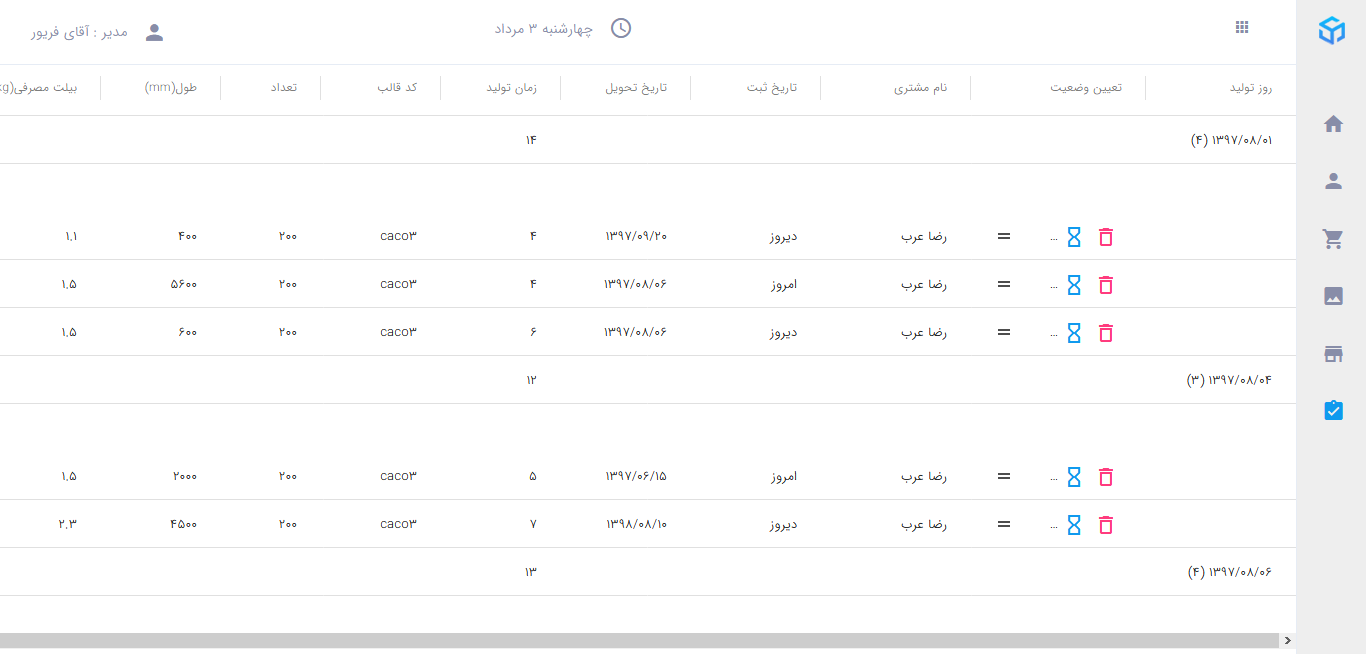 چهارشنبه ۳ مرداد	مدیر : آقای فریور
روز تولید	تعیین وضعیت	نام مشتری	تاریخ ثبت	تاریخ تحویل	زمان تولید	کد قالب	تعداد	طول(mm)	بیلت مصرفی(kg
۱۳۹۷/۰۸/۰۱ (۴)	۱۴
...	=	رضا عرب	دیروز	۱۳۹۷/۰۹/۲۰	۴	caco۳	۲۰۰	۴۰۰	۱.۱
...	=	رضا عرب	امروز	۱۳۹۷/۰۸/۰۶	۴	caco۳	۲۰۰	۵۶۰۰	۱.۵
...	=	رضا عرب	دیروز	۱۳۹۷/۰۸/۰۶	۶	caco۳	۲۰۰	۶۰۰	۱.۵
۱۳۹۷/۰۸/۰۴ (۳)	۱۲
...	=	رضا عرب	امروز	۱۳۹۷/۰۶/۱۵	۵	caco۳	۲۰۰	۲۰۰۰	۱.۵
...	=	رضا عرب	دیروز	۱۳۹۸/۰۸/۱۰	۷	caco۳	۲۰۰	۴۵۰۰	۲.۳
۱۳۹۷/۰۸/۰۶ (۴)	۱۳